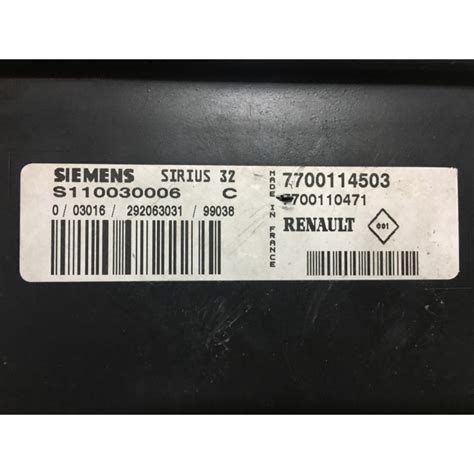 SIEMENS SIRIUS 32
S110030006 C
0 / 03016 / 292063031 / 99038
MADE IN FRANCE
7700114503
7700110471
RENAULT
001